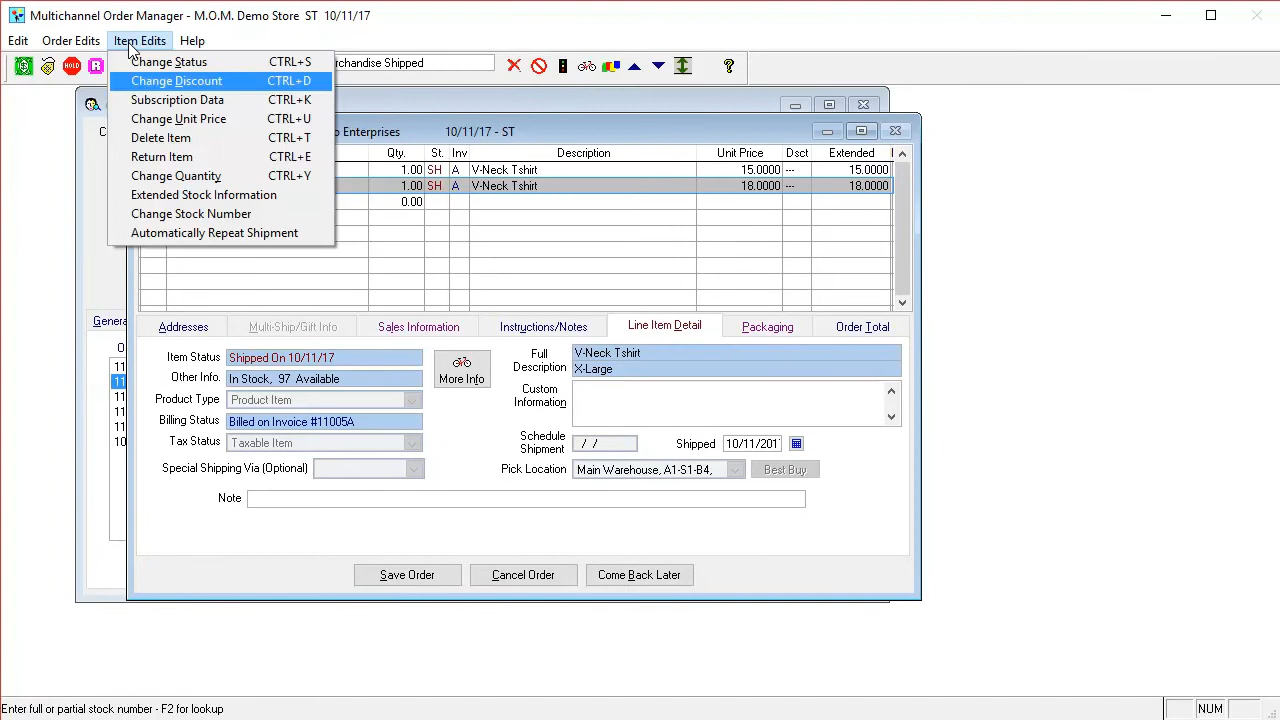 Multichannel Order Manager - M.O.M. Demo Store ST 10/11/17
Edit Order Edits Item Edits Help
HOLD R rchandise Shipped ?
Change Status CTRL+S
Change Discount CTRL+D
Subscription Data CTRL+K
Change Unit Price CTRL+U
Delete Item CTRL+T
Return Item CTRL+E
Change Quantity CTRL+Y
Extended Stock Information
Change Stock Number
Automatically Repeat Shipment
o Enterprises 10/11/17 - ST
Qty. St. Inv Description Unit Price Dsct Extended
1.00 SH A V-Neck Tshirt 15.0000 --- 15.0000
1.00 SH A V-Neck Tshirt 18.0000 --- 18.0000
0.00
C
Genera
O
11
11
11
11
11
10
Addresses Multi-Ship/Gift Info Sales Information Instructions/Notes Line Item Detail Packaging Order Total
Item Status Shipped On 10/11/17
Other Info. In Stock, 97 Available
Product Type Product Item
Billing Status Billed on Invoice #11005A
Tax Status Taxable Item
Special Shipping Via (Optional)
More Info
Full Description V-Neck Tshirt
X-Large
Custom Information
Schedule Shipment / / Shipped 10/11/201
Pick Location Main Warehouse, A1-S1-B4, Best Buy
Note
Save Order Cancel Order Come Back Later
Enter full or partial stock number - F2 for lookup NUM